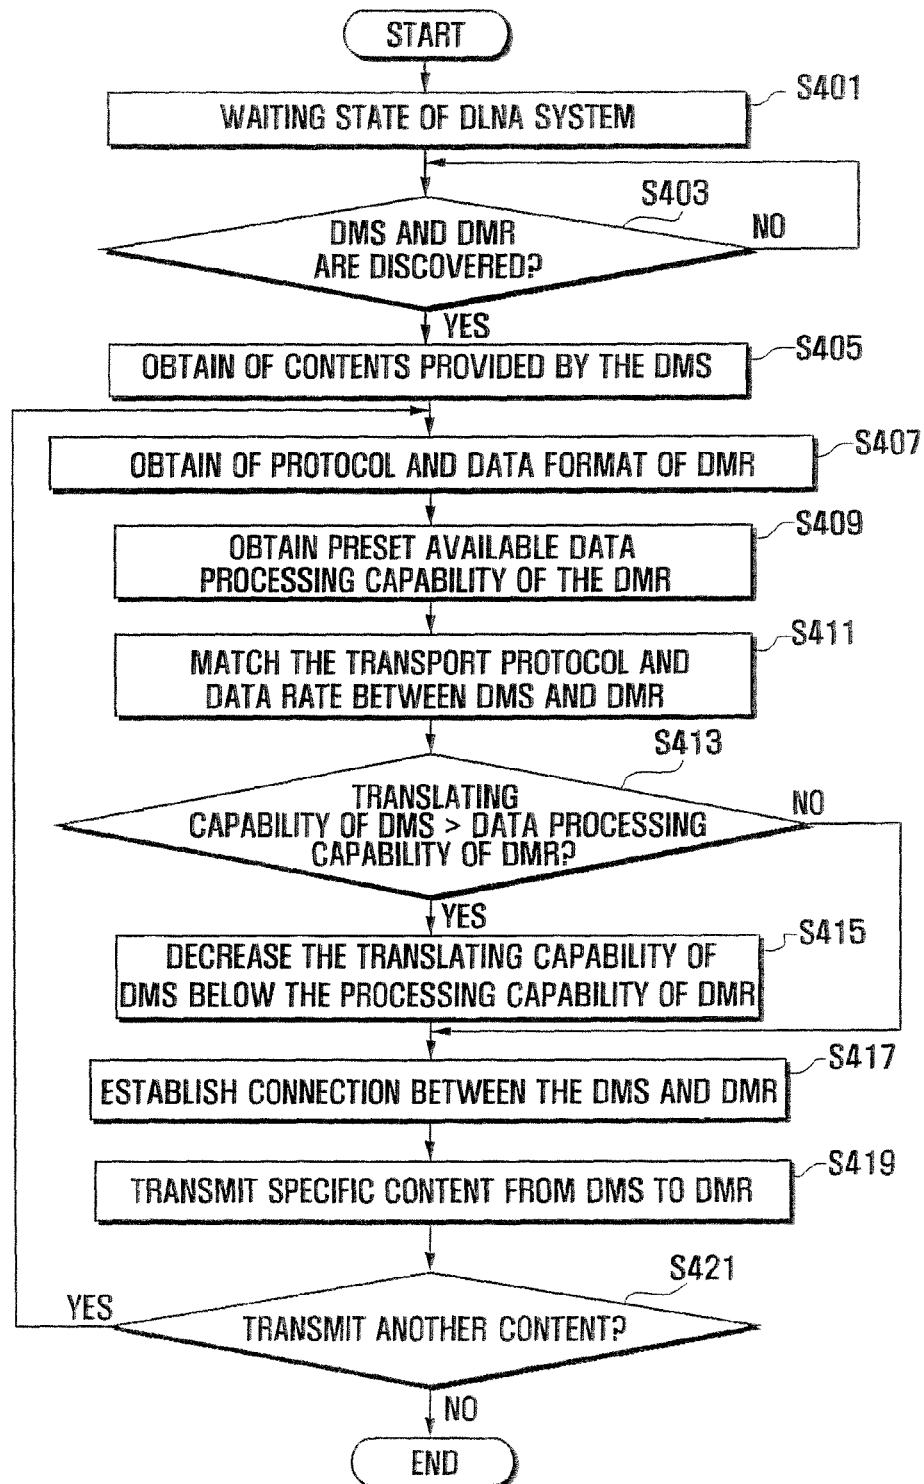 START
S401
WAITING STATE OF DLNA SYSTEM
S403
DMS AND DMR
ARE DISCOVERED?
NO
YES
S405
OBTAIN OF CONTENTS PROVIDED BY THE DMS
S407
OBTAIN OF PROTOCOL AND DATA FORMAT OF DMR
S409
OBTAIN PRESET AVAILABLE DATA
PROCESSING CAPABILITY OF THE DMR
S411
MATCH THE TRANSPORT PROTOCOL AND
DATA RATE BETWEEN DMS AND DMR
S413
TRANSLATING
CAPABILITY OF DMS > DATA PROCESSING
CAPABILITY OF DMR?
NO
YES
S415
DECREASE THE TRANSLATING CAPABILITY OF
DMS BELOW THE PROCESSING CAPABILITY OF DMR
S417
ESTABLISH CONNECTION BETWEEN THE DMS AND DMR
S419
TRANSMIT SPECIFIC CONTENT FROM DMS TO DMR
S421
YES
TRANSMIT ANOTHER CONTENT?
NO
END